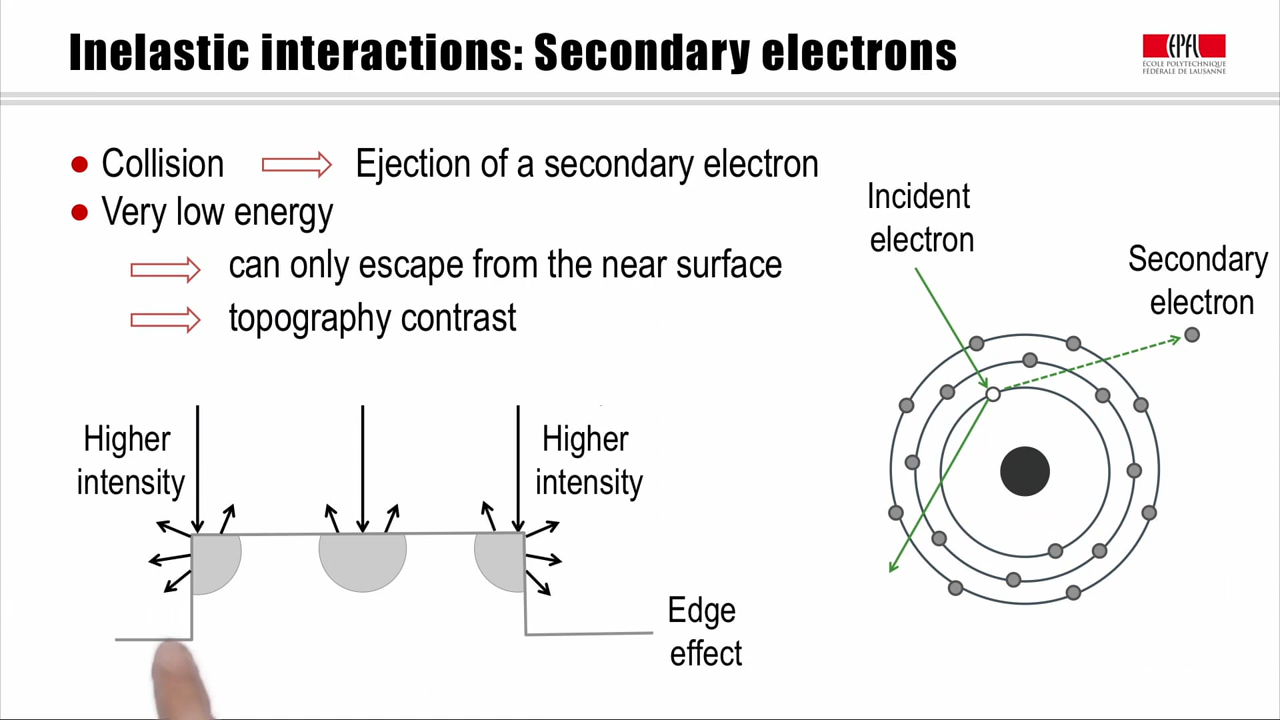 Inelastic interactions: Secondary electrons
EPFL
ÉCOLE POLYTECHNIQUE
FÉDÉRALE DE LAUSANNE
Collision
Ejection of a secondary electron
Very low energy
can only escape from the near surface
topography contrast
Incident
electron
Secondary
electron
Higher
intensity
Higher
intensity
Edge
effect